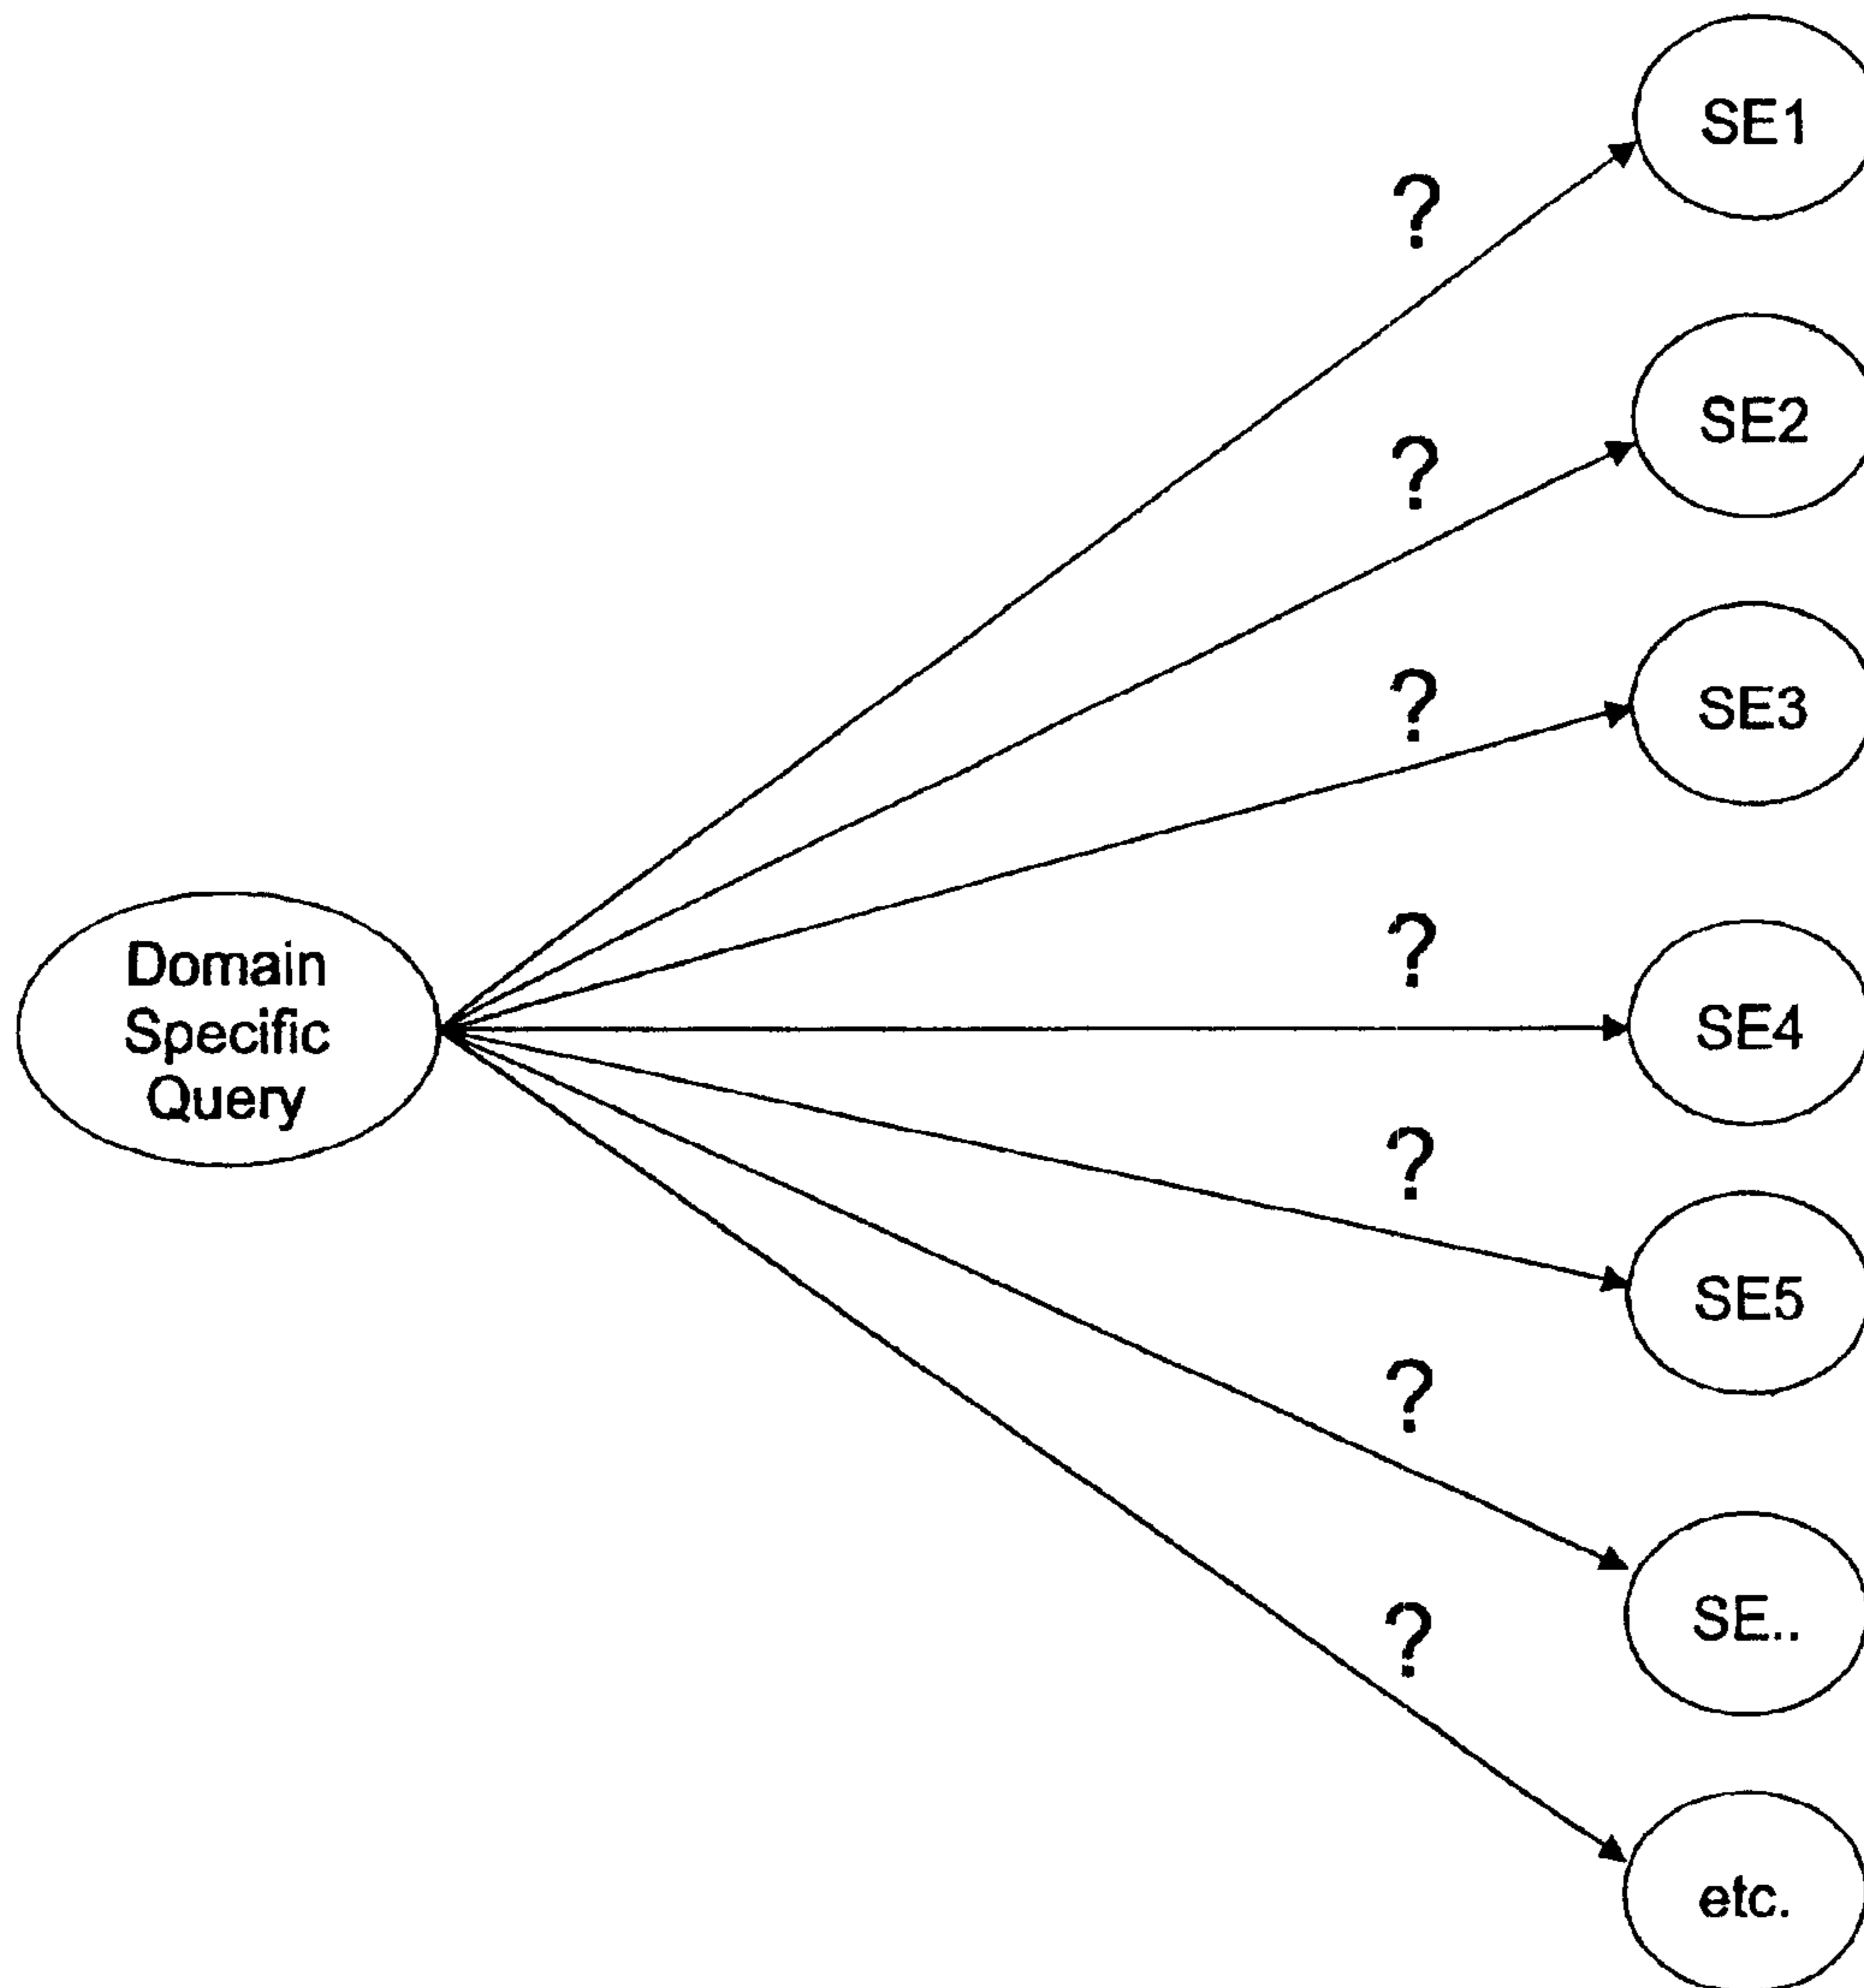 SE1
?
SE2
?
SE3
?
Domain
Specific
Query
?
SE4
?
SE5
?
SE..
?
etc.